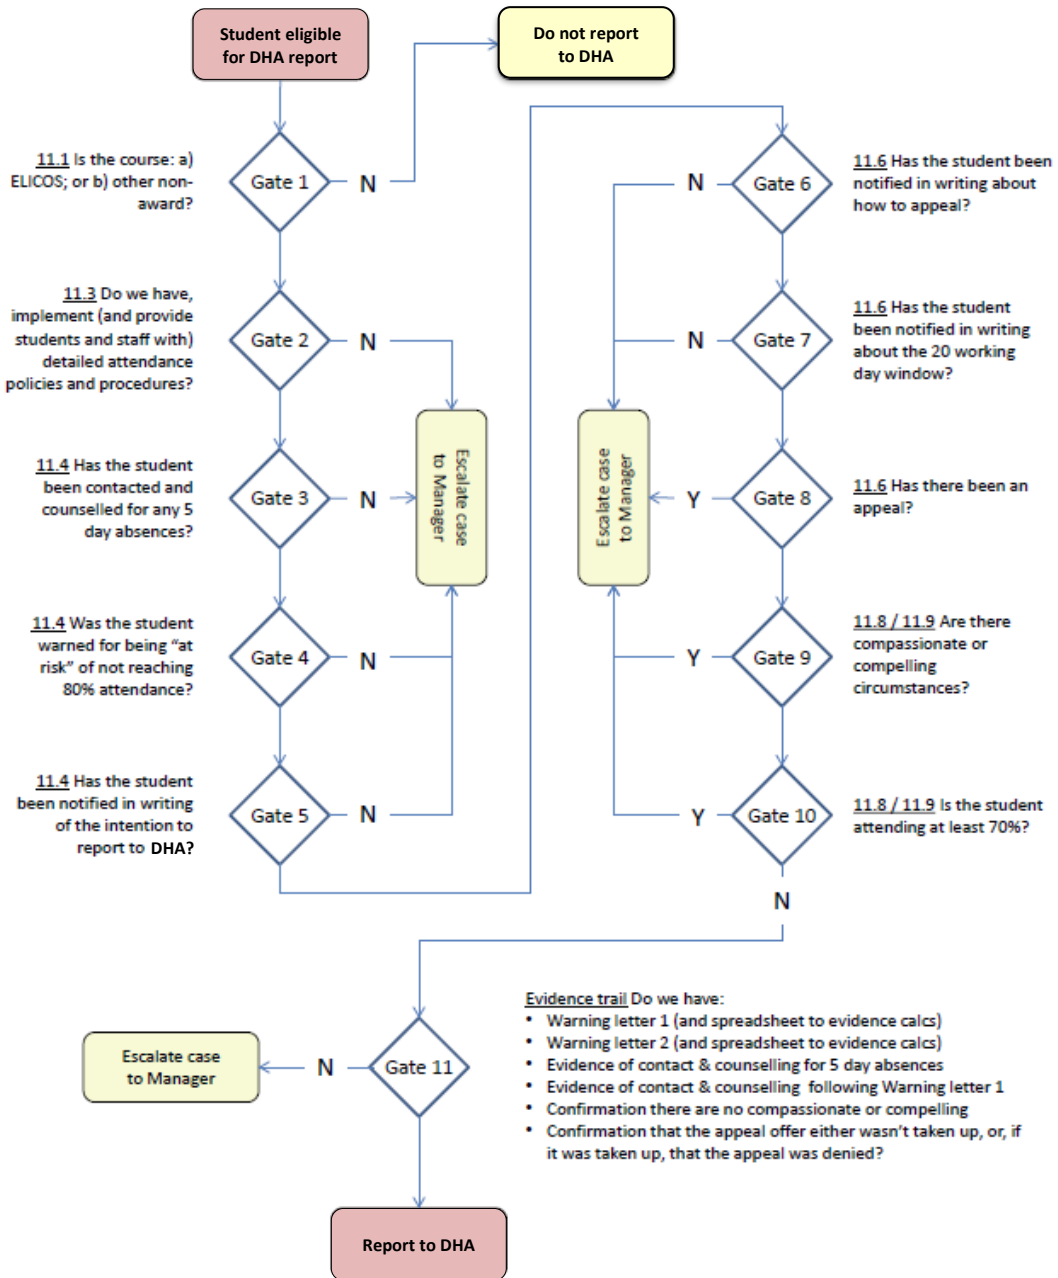 Student eligible
for DHA report
Do not report
to DHA
11.1 Is the course: a)
ELICOS; or b) other non-
award?
Gate 1
N
11.3 Do we have,
implement (and provide
students and staff with)
detailed attendance
policies and procedures?
Gate 2
N
11.4 Has the student
been contacted and
counselled for any 5
day absences?
Gate 3
N
Escalate case
to Manager
11.4 Was the student
warned for being “at
risk” of not reaching
80% attendance?
Gate 4
N
11.4 Has the student
been notified in writing
of the intention to
report to DHA?
Gate 5
N
N
Gate 6
11.6 Has the student been
notified in writing about
how to appeal?
N
Gate 7
11.6 Has the student
been notified in writing
about the 20 working
day window?
Escalate case
to Manager
Y
Gate 8
11.6 Has there been an
appeal?
Y
Gate 9
11.8 / 11.9 Are there
compassionate or
compelling
circumstances?
Y
Gate 10
11.8 / 11.9 Is the student
attending at least 70%?
N
Evidence trail Do we have:
• Warning letter 1 (and spreadsheet to evidence calcs)
• Warning letter 2 (and spreadsheet to evidence calcs)
• Evidence of contact & counselling for 5 day absences
• Evidence of contact & counselling following Warning letter 1
• Confirmation there are no compassionate or compelling
• Confirmation that the appeal offer either wasn’t taken up, or, if
it was taken up, that the appeal was denied?
Escalate case
to Manager
N
Gate 11
Report to DHA